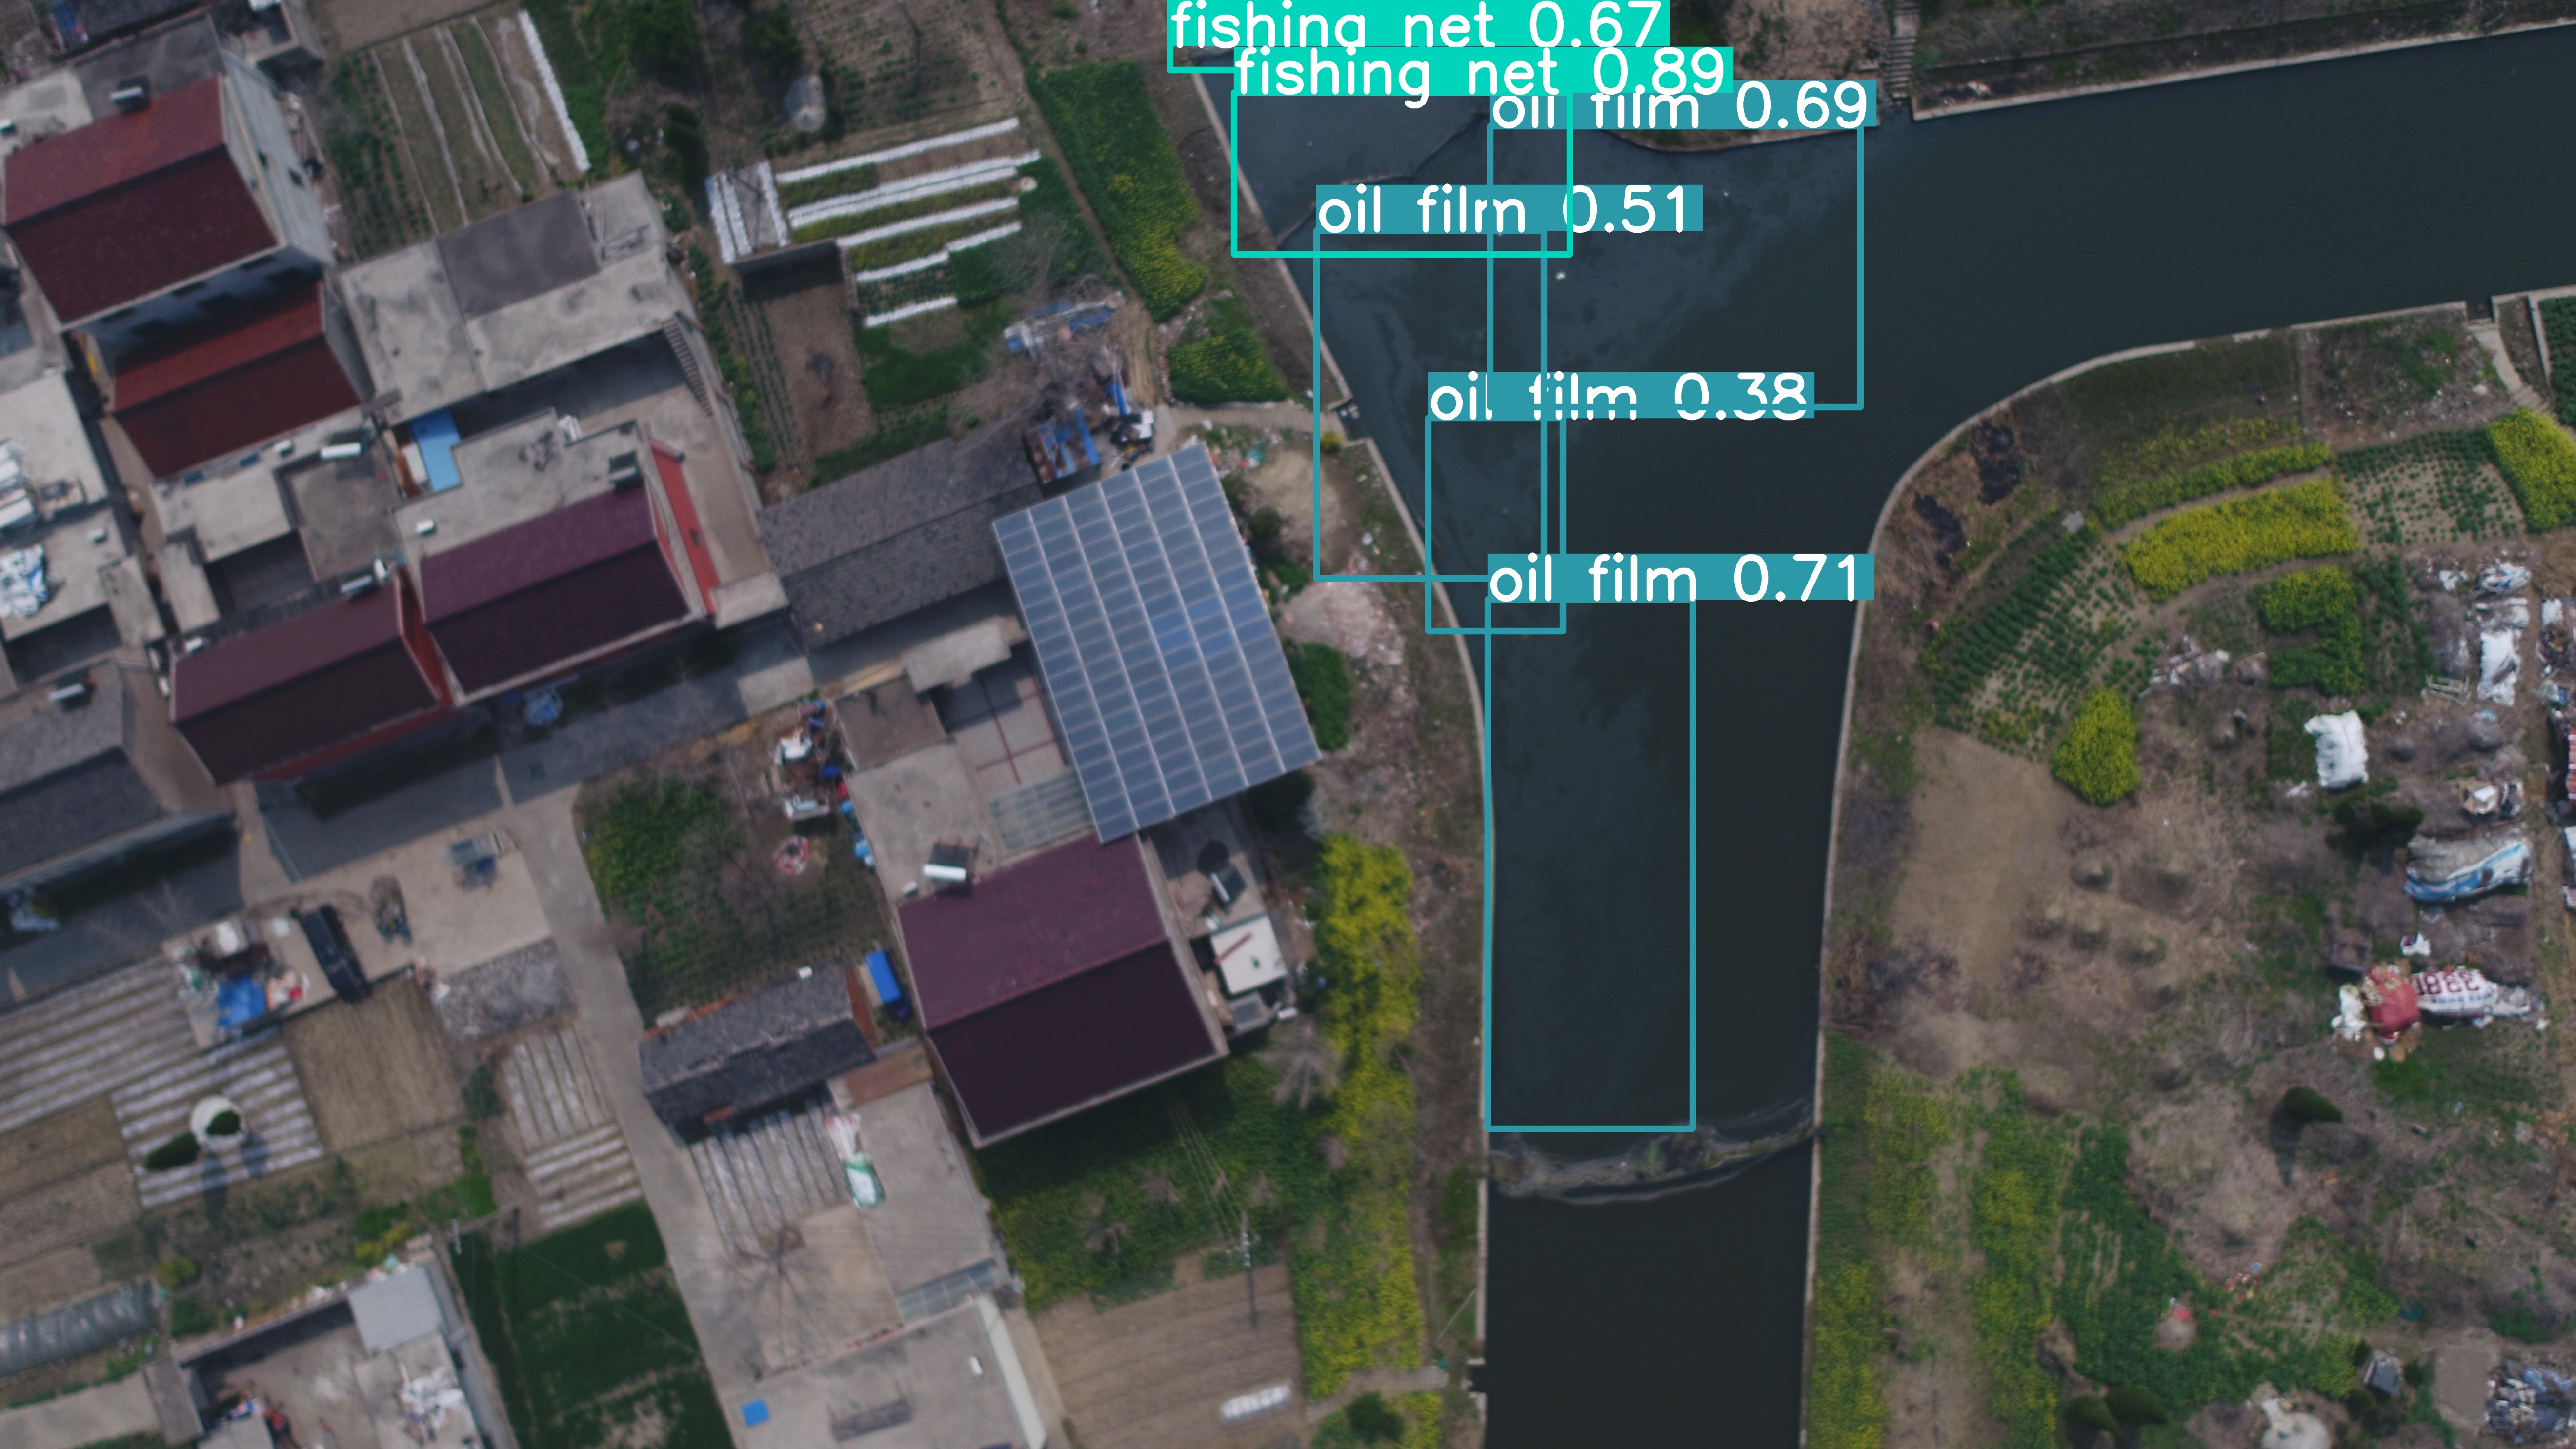 fishing net 0.67
fishing net 0.89
oil film 0.69
oil film 0.51
oil film 0.38
oil film 0.71